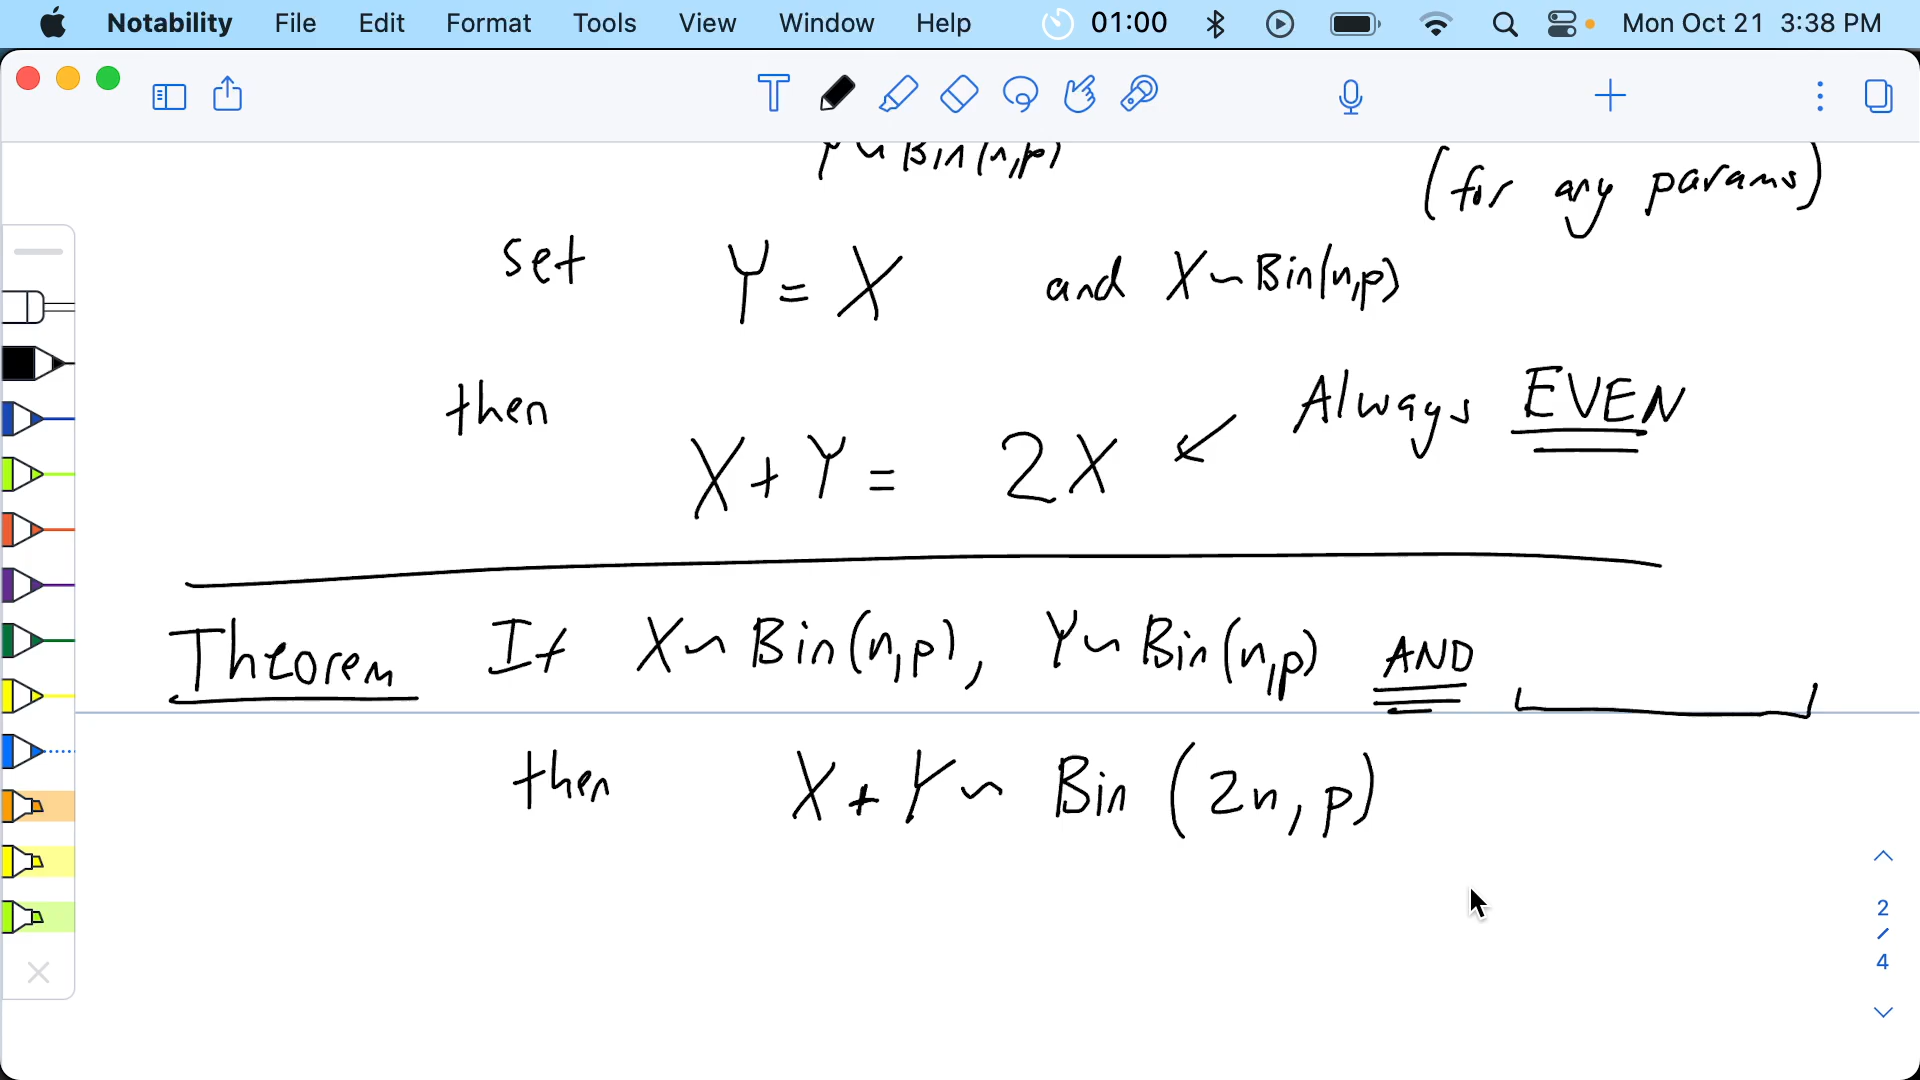 Notability File Edit Format Tools View Window Help 01:00 Mon Oct 21 3:38 PM
Y ~ Bin(n,p)
(for any params)
set Y = X and X ~ Bin(n,p)
then X + Y = 2X Always EVEN
Theorem If X ~ Bin(n,p), Y ~ Bin(n,p) AND
then X + Y ~ Bin (2n, p)
2
/
4